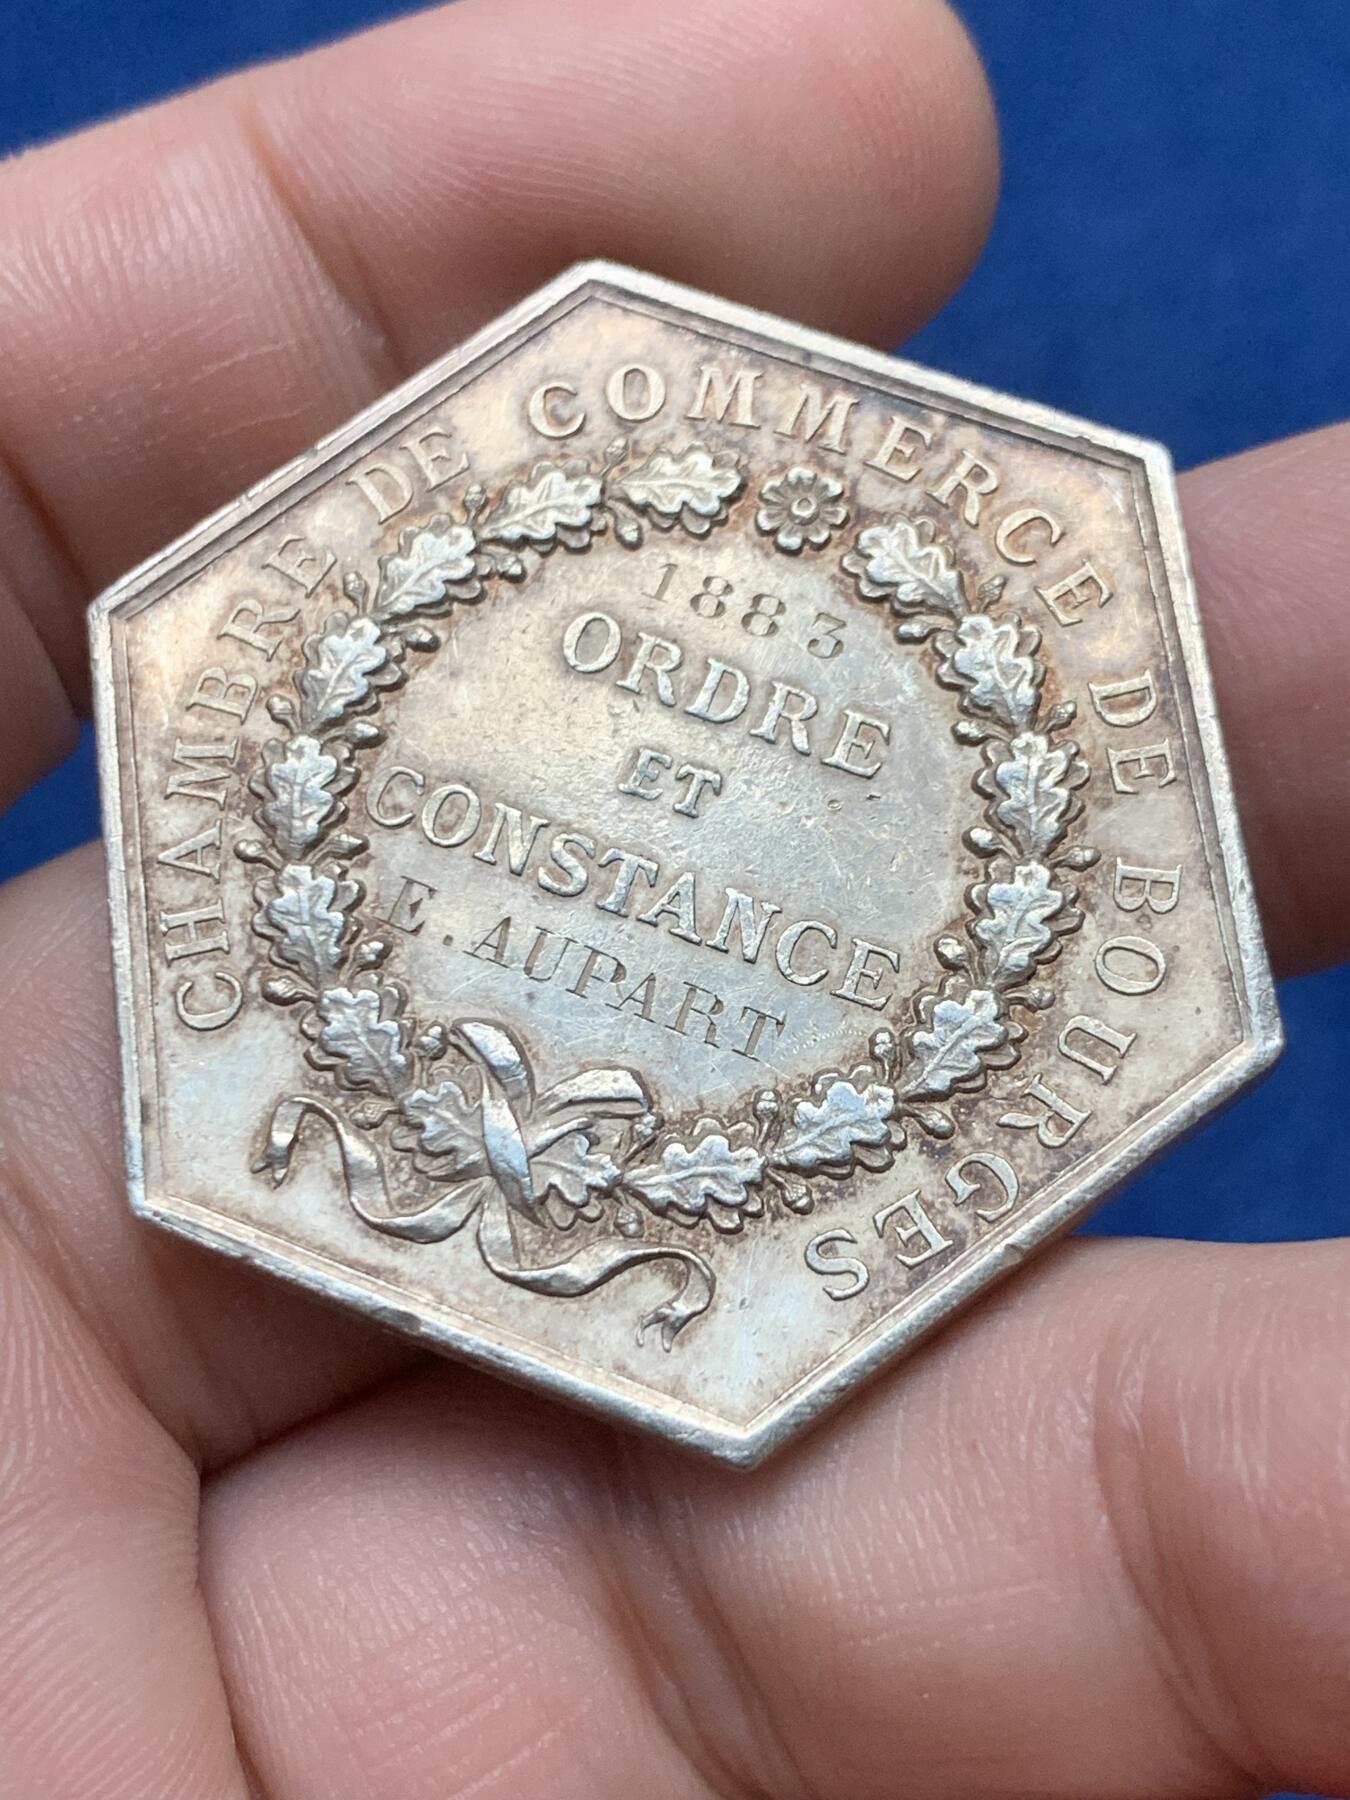 CHAMBRE DE COMMERCE DE BOURGES
1883
ORDRE
ET
CONSTANCE
E. AUPART